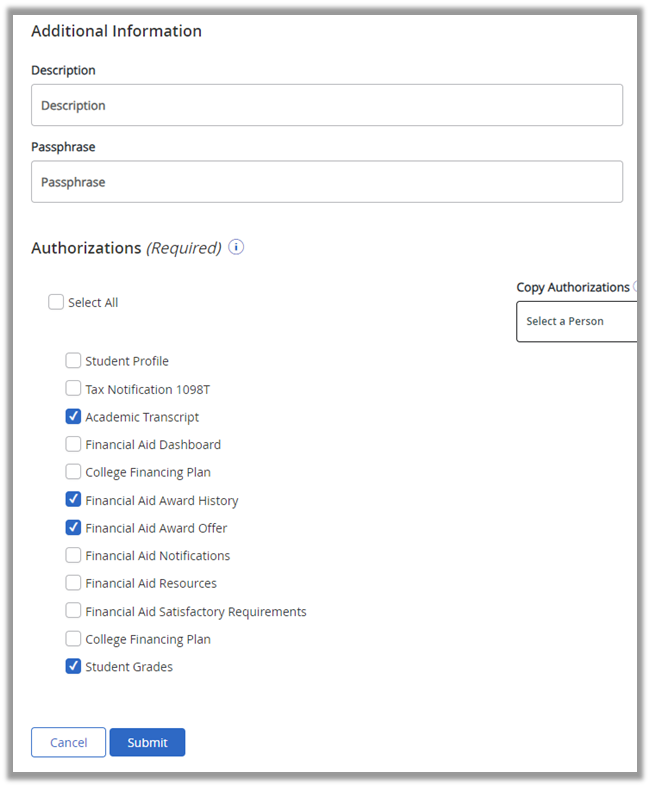 Additional Information
Description
Description
Passphrase
Passphrase
Authorizations (Required)
Copy Authorizations
Select All
Select a Person
Student Profile
Tax Notification 1098T
Academic Transcript
Financial Aid Dashboard
College Financing Plan
Financial Aid Award History
Financial Aid Award Offer
Financial Aid Notifications
Financial Aid Resources
Financial Aid Satisfactory Requirements
College Financing Plan
Student Grades
Cancel
Submit